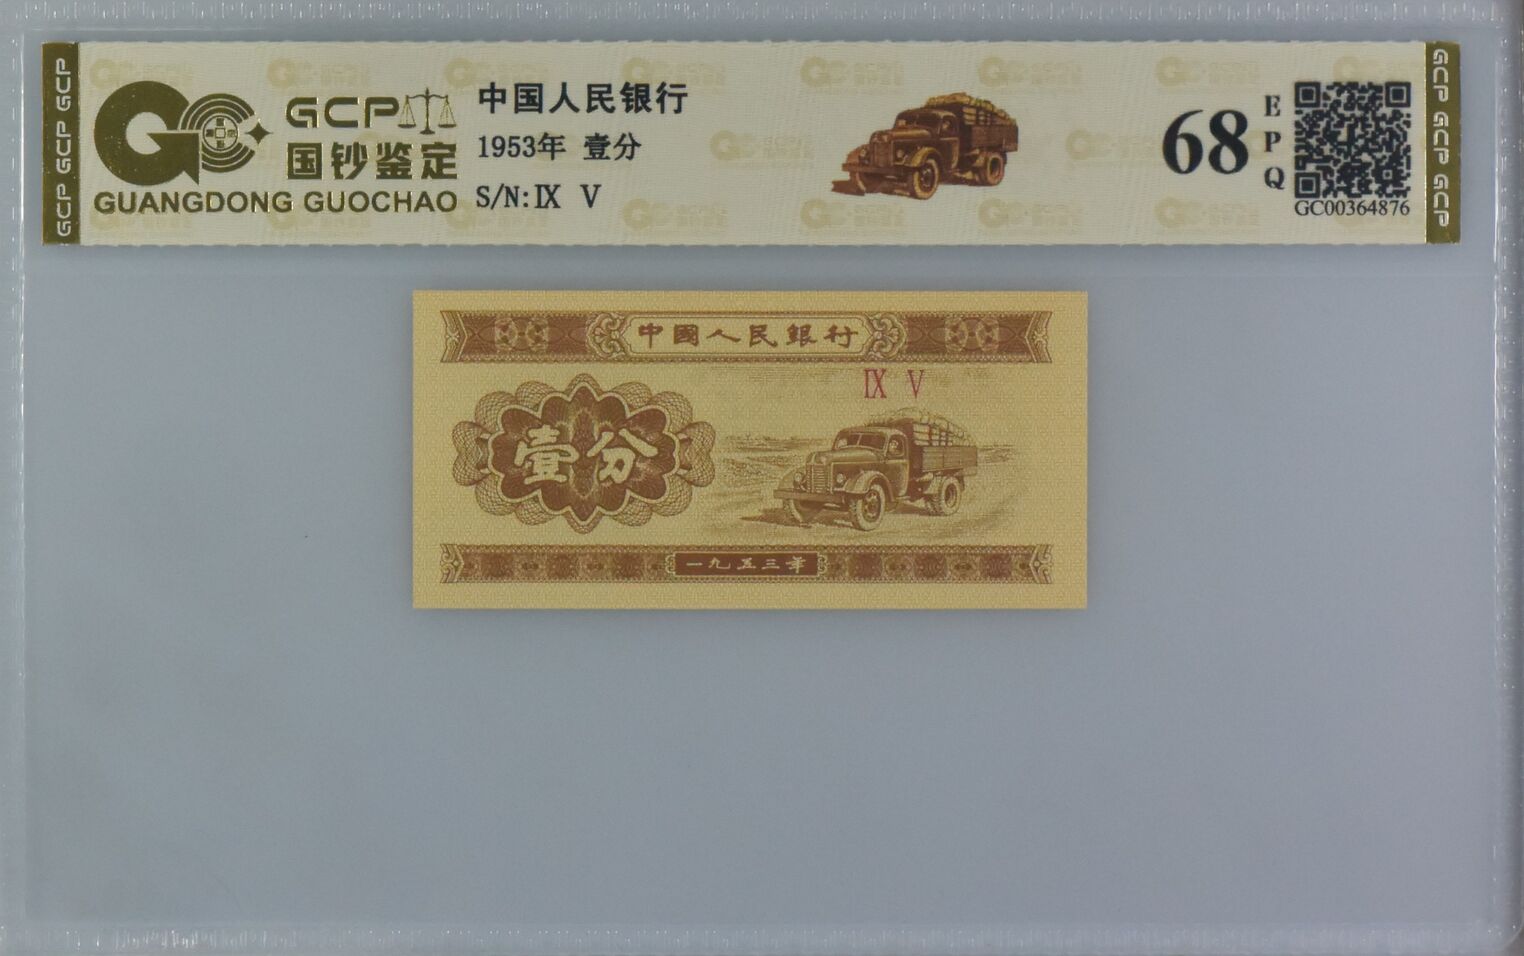 GCP GCP GCP
GCP
国钞鉴定
GUANGDONG GUOCHAO
中国人民银行
1953年 壹分
S/N:Ⅸ Ⅴ
68
EPQ
GC00364876
GCP GCP GCP
中國人民銀行
Ⅸ Ⅴ
壹分
一九五三年